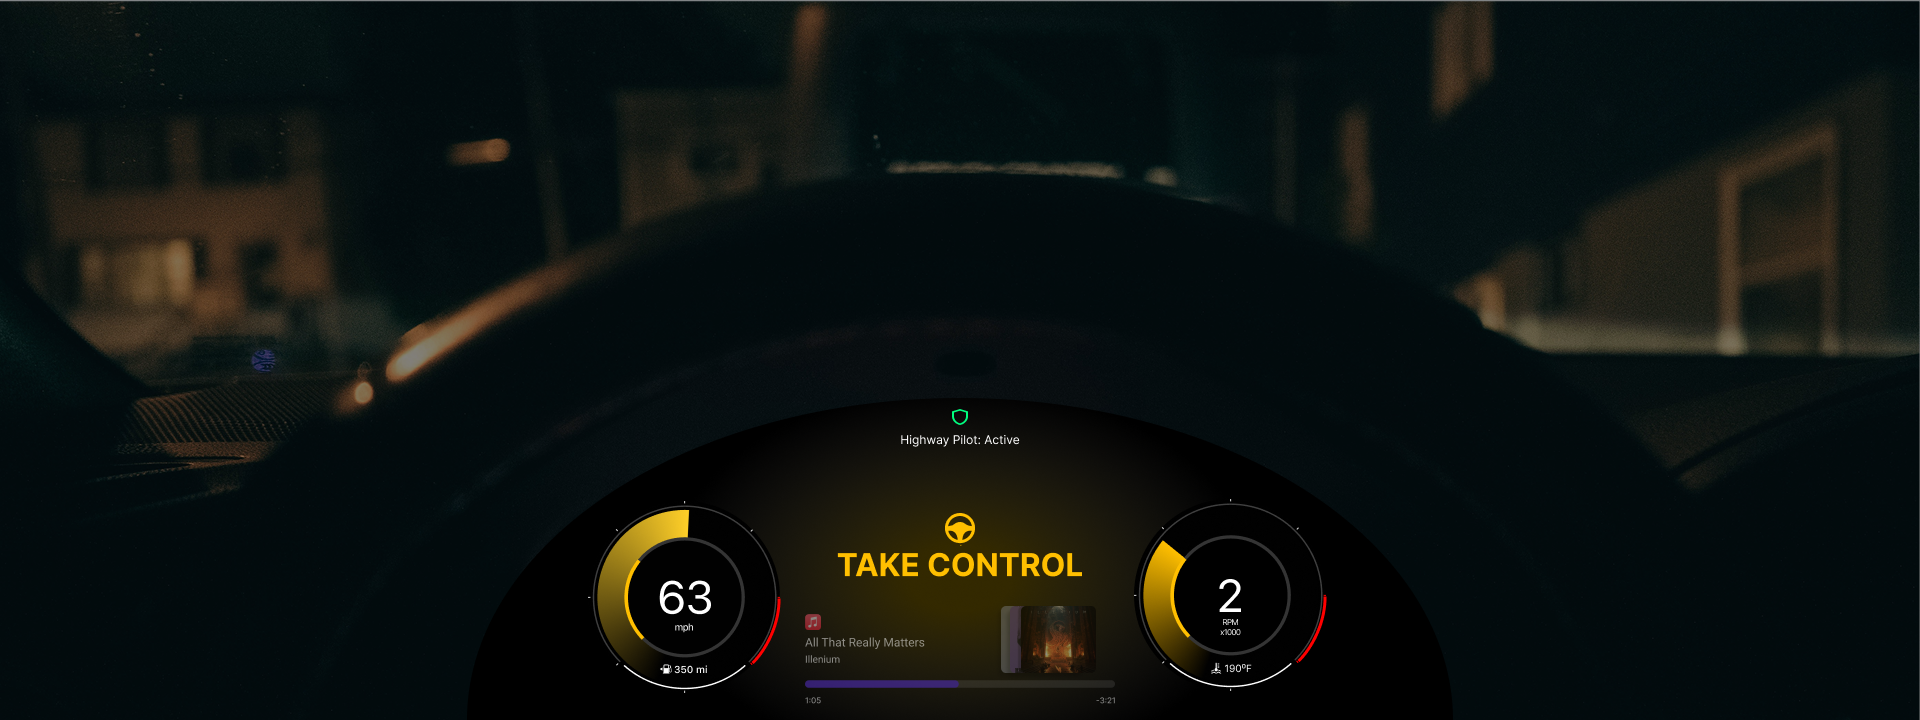 Highway Pilot: Active
TAKE CONTROL
63
mph
350 mi
All That Really Matters
Illenium
1:05
-3:21
2
RPM
x1000
190ºF